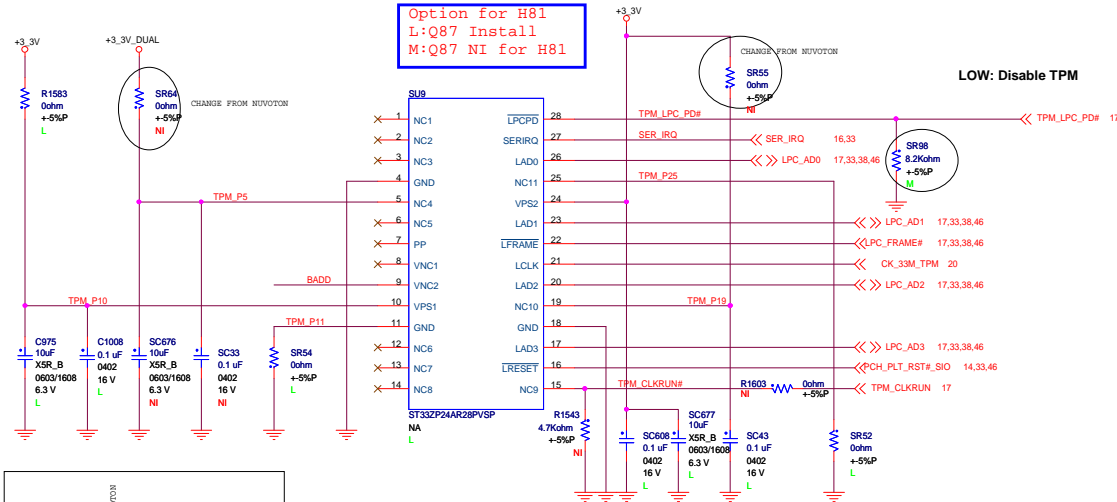 Option for H81
L:Q87 Install
M:Q87 NI for H81
+3_3V
+3_3V_DUAL
+3_3V
R1583
0ohm
+-5%P
L
SR64
0ohm
+-5%P
NI
CHANGE FROM NUVOTON
SR55
0ohm
+-5%P
NI
CHANGE FROM NUVOTON
LOW: Disable TPM
SU9
1 NC1
2 NC2
3 NC3
4 GND
5 NC4
6 NC5
7 PP
8 VNC1
9 VNC2
10 VPS1
11 GND
12 NC6
13 NC7
14 NC8
LPCPD 28
SERIRQ 27
LAD0 26
NC11 25
VPS2 24
LAD1 23
LFRAME 22
LCLK 21
LAD2 20
NC10 19
GND 18
LAD3 17
LRESET 16
NC9 15
ST33ZP24AR28PVSP
NA
L
TPM_P5
BADD
TPM_P10
TPM_P11
TPM_LPC_PD#
TPM_LPC_PD# 17
SER_IRQ
SER_IRQ 16,33
LPC_AD0 17,33,38,46
TPM_P25
SR98
8.2Kohm
+-5%P
M
LPC_AD1 17,33,38,46
LPC_FRAME# 17,33,38,46
CK_33M_TPM 20
LPC_AD2 17,33,38,46
TPM_P19
LPC_AD3 17,33,38,46
PCH_PLT_RST#_SIO 14,33,46
TPM_CLKRUN#
R1603
NI
0ohm
+-5%P
TPM_CLKRUN 17
C975
10uF
X5R_B
0603/1608
6.3 V
L
C1008
0.1 uF
0402
16 V
L
SC676
10uF
X5R_B
0603/1608
6.3 V
NI
SC33
0.1 uF
0402
16 V
NI
SR54
0ohm
+-5%P
L
R1543
4.7Kohm
+-5%P
NI
SC608
0.1 uF
0402
16 V
L
SC677
10uF
X5R_B
0603/1608
6.3 V
L
SC43
0.1 uF
0402
16 V
L
SR52
0ohm
+-5%P
L